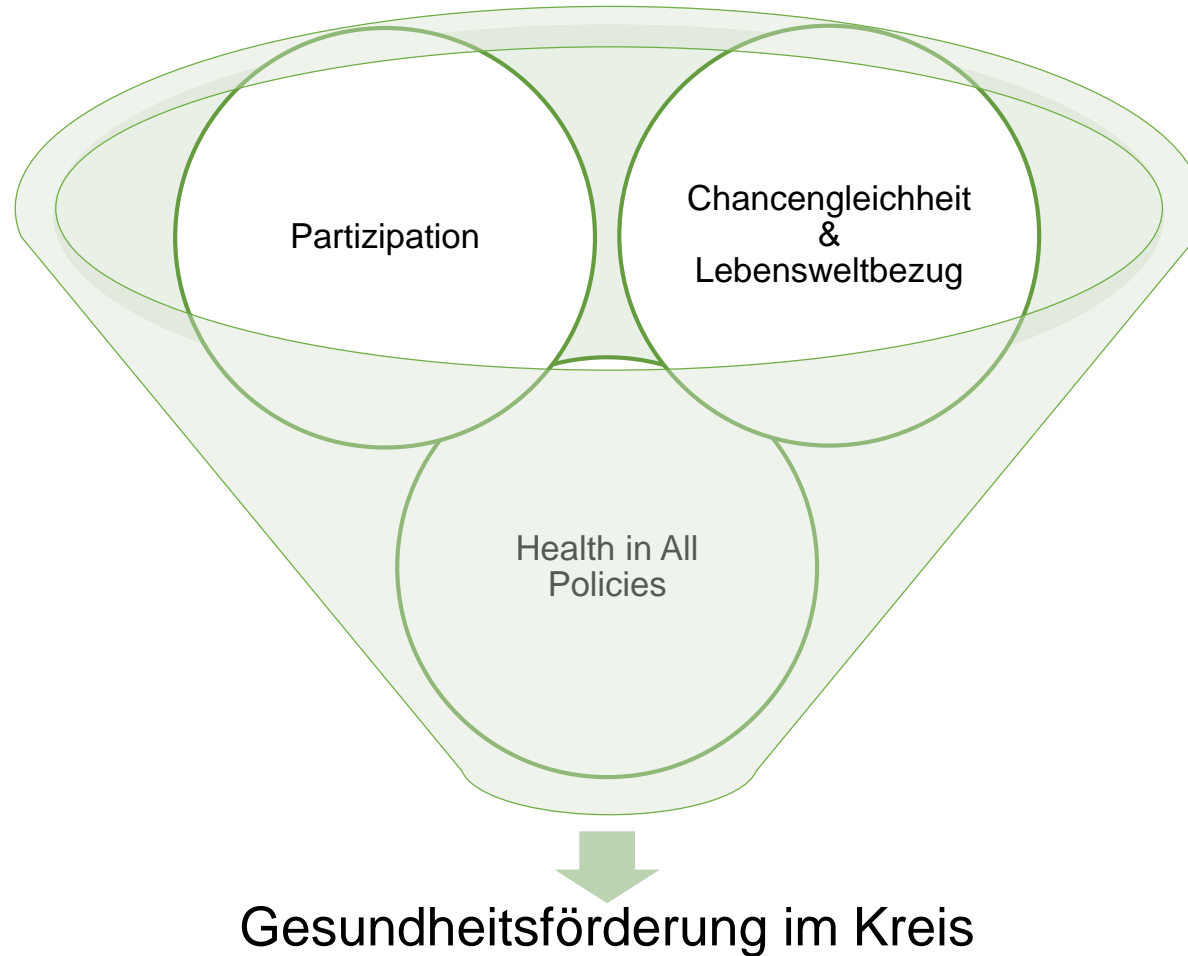 Partizipation
Chancengleichheit
&
Lebensweltbezug
Health in All
Policies
Gesundheitsförderung im Kreis